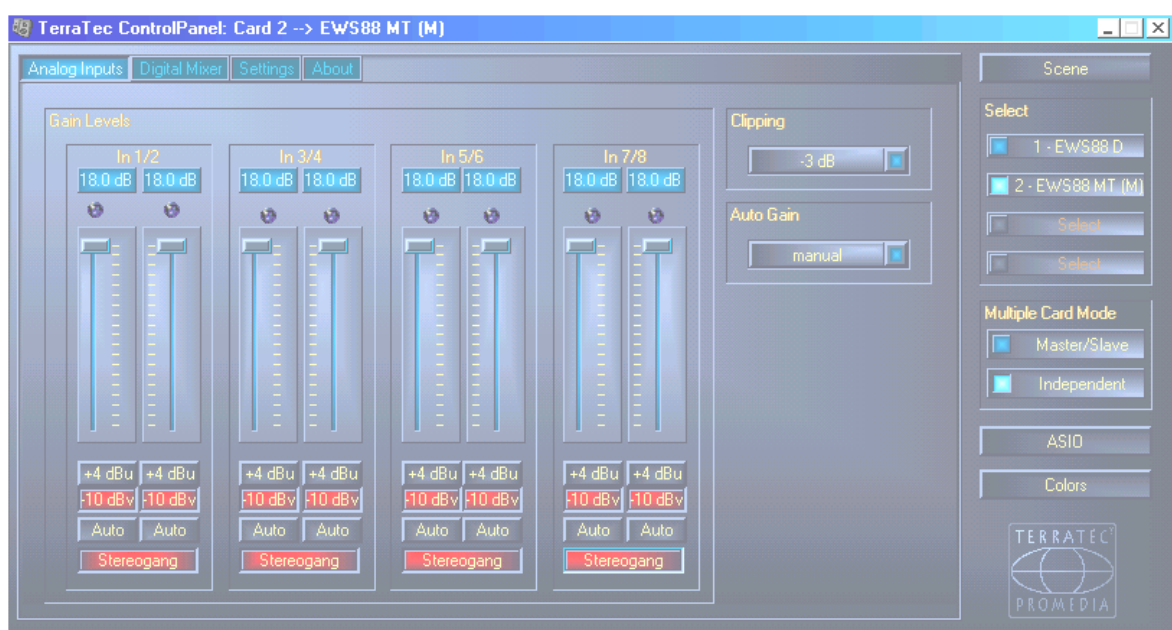 TerraTec ControlPanel: Card 2 --> EWS88 MT (M)
Analog Inputs Digital Mixer Settings About
Gain Levels
In 1/2 In 3/4 In 5/6 In 7/8
18.0 dB 18.0 dB 18.0 dB 18.0 dB 18.0 dB 18.0 dB 18.0 dB 18.0 dB
+4 dBu +4 dBu +4 dBu +4 dBu +4 dBu +4 dBu +4 dBu +4 dBu
-10 dBv -10 dBv -10 dBv -10 dBv -10 dBv -10 dBv -10 dBv -10 dBv
Auto Auto Auto Auto Auto Auto Auto Auto
Stereogang Stereogang Stereogang Stereogang
Clipping
-3 dB
Auto Gain
manual
Scene
Select
1 - EWS88 D
2 - EWS88 MT (M)
Select
Select
Multiple Card Mode
Master/Slave
Independent
ASIO
Colors
TERRATEC
PROMEDIA